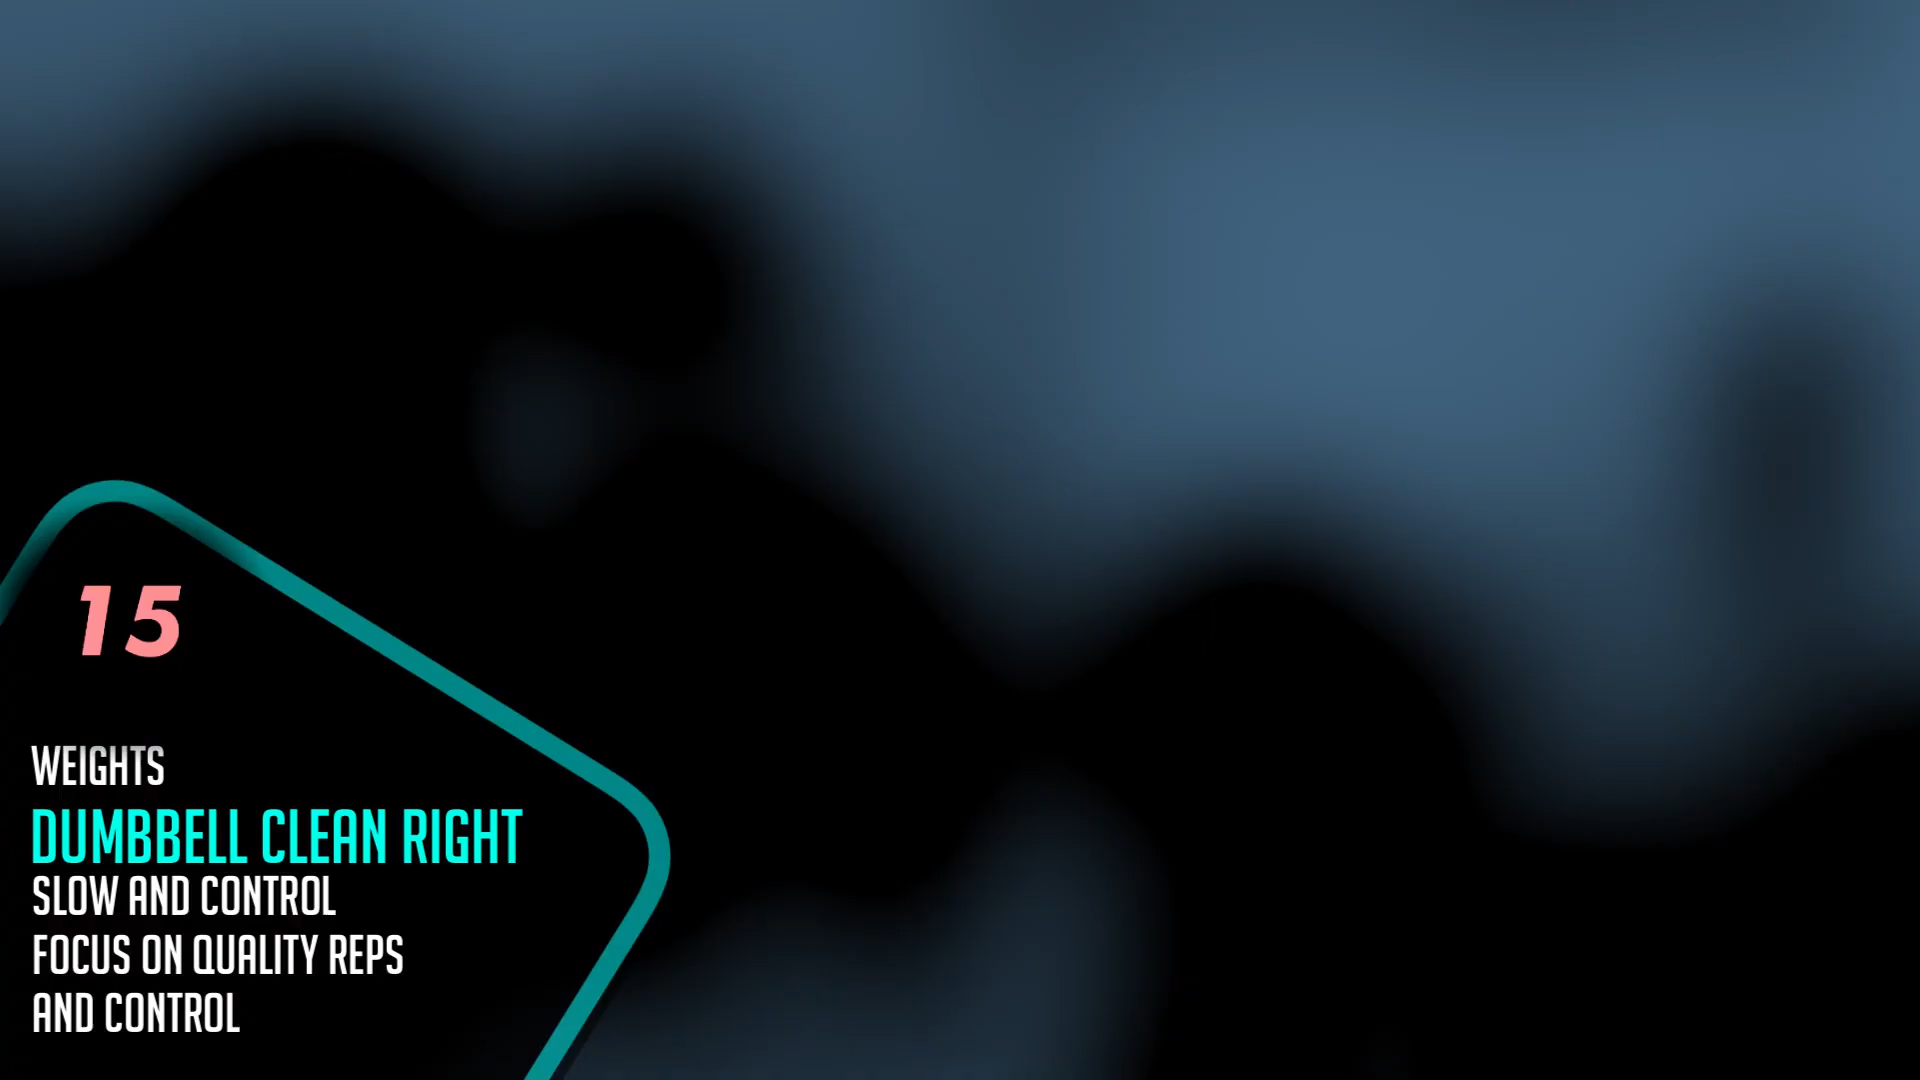 15
WEIGHTS
DUMBBELL CLEAN RIGHT
SLOW AND CONTROL
FOCUS ON QUALITY REPS
AND CONTROL